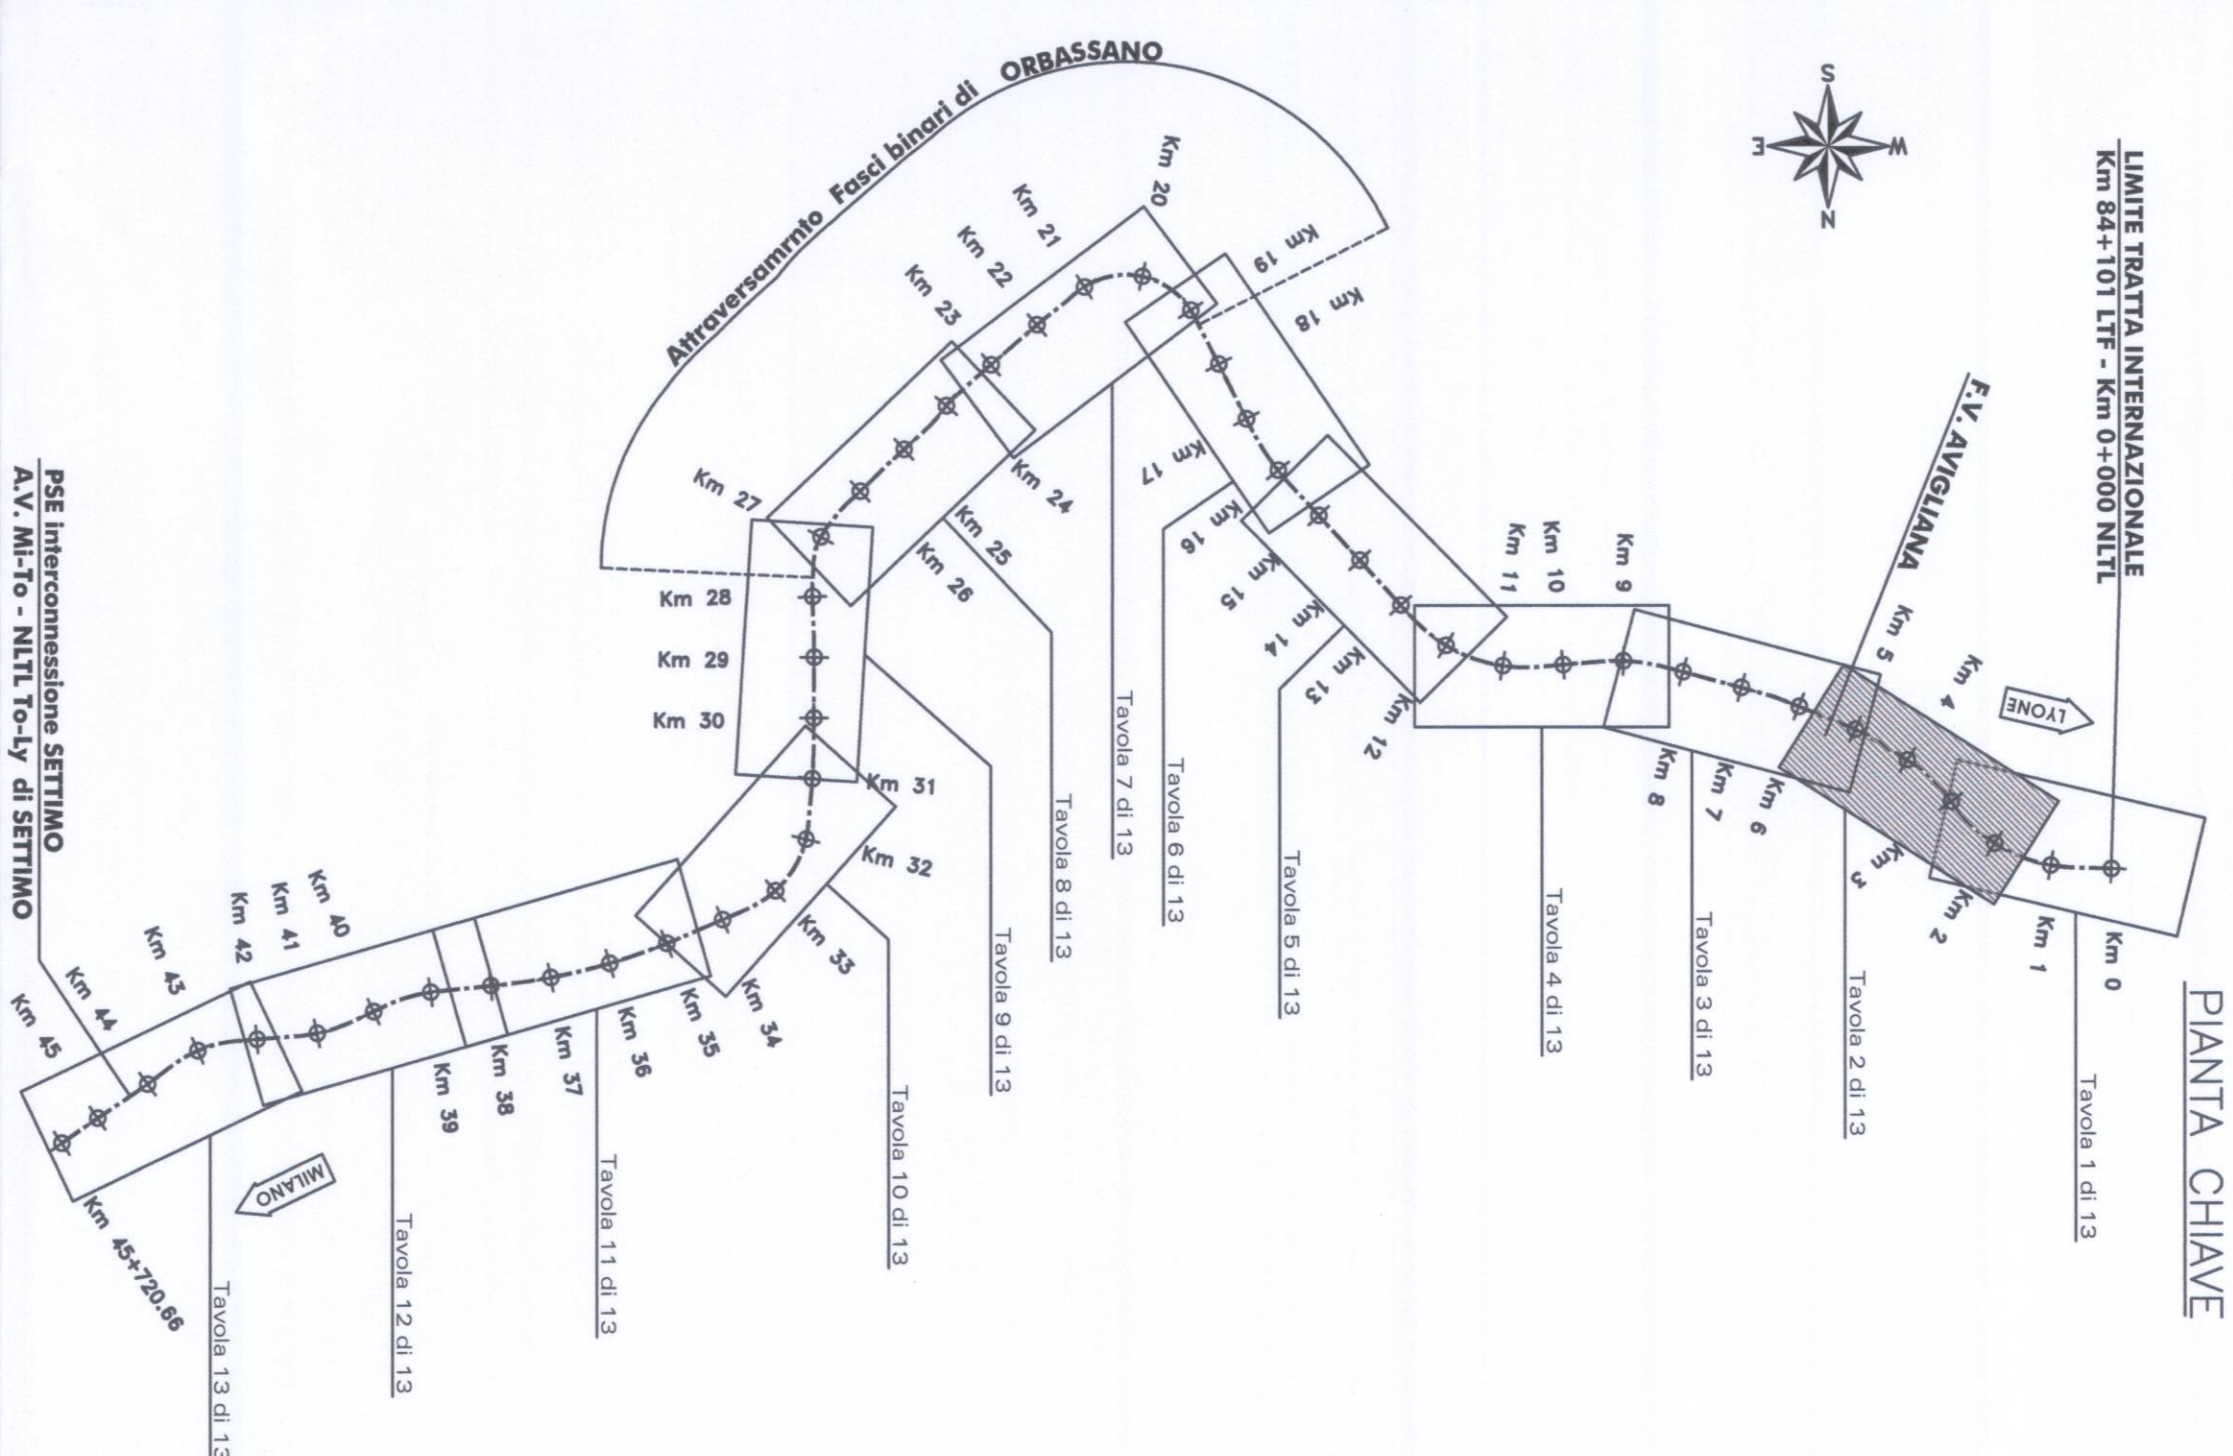 PIANTA CHIAVE
LIMITE TRATTA INTERNAZIONALE
Km 84+101 LTF - Km 0+000 NLTL
F.V. AVIGLIANA
LYONE
S
W
E
N
Attraversamrnto Fasci binari di ORBASSANO
PSE interconnessione SETTIMO
A.V. Mi-To - NLTL To-Ly di SETTIMO
MILANO
Km 0
Km 1
Km 2
Km 3
Km 4
Km 5
Km 6
Km 7
Km 8
Km 9
Km 10
Km 11
Km 12
Km 13
Km 14
Km 15
Km 16
Km 17
Km 18
Km 19
Km 20
Km 21
Km 22
Km 23
Km 24
Km 25
Km 26
Km 27
Km 28
Km 29
Km 30
Km 31
Km 32
Km 33
Km 34
Km 35
Km 36
Km 37
Km 38
Km 39
Km 40
Km 41
Km 42
Km 43
Km 44
Km 45
Km 45+720.66
Tavola 1 di 13
Tavola 2 di 13
Tavola 3 di 13
Tavola 4 di 13
Tavola 5 di 13
Tavola 6 di 13
Tavola 7 di 13
Tavola 8 di 13
Tavola 9 di 13
Tavola 10 di 13
Tavola 11 di 13
Tavola 12 di 13
Tavola 13 di 13